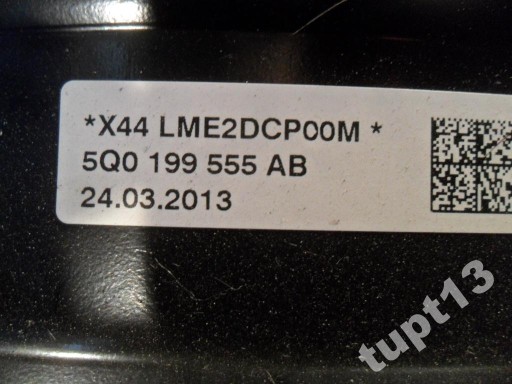 *X44 LME2DCP00M *
5Q0 199 555 AB
24.03.2013
tupt13